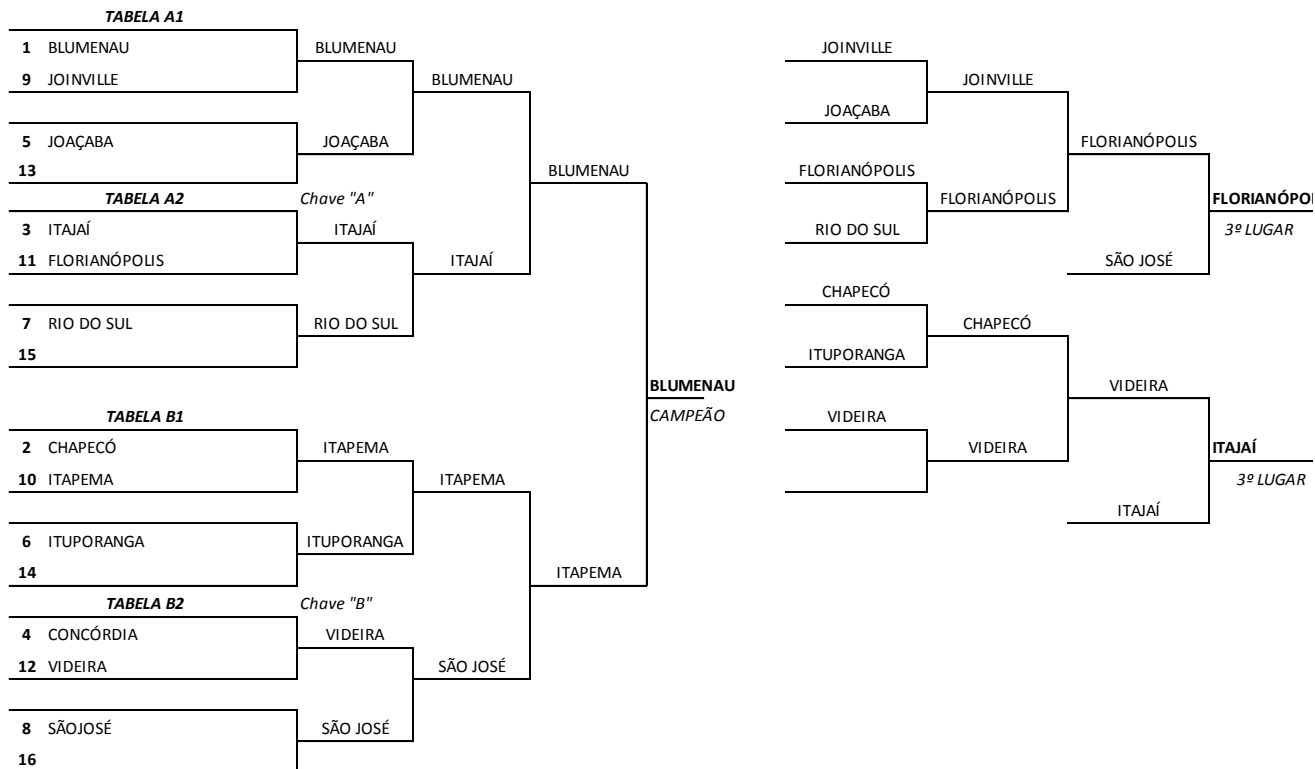 TABELA A1
1 BLUMENAU
9 JOINVILLE
5 JOAÇABA
13
TABELA A2
3 ITAJAÍ
11 FLORIANÓPOLIS
7 RIO DO SUL
15
TABELA B1
2 CHAPECÓ
10 ITAPEMA
6 ITUPORANGA
14
TABELA B2
4 CONCÓRDIA
12 VIDEIRA
8 SÃOJOSÉ
16
BLUMENAU
JOAÇABA
Chave "A"
ITAJAÍ
RIO DO SUL
ITAPEMA
ITUPORANGA
Chave "B"
VIDEIRA
SÃO JOSÉ
BLUMENAU
ITAJAÍ
ITAPEMA
SÃO JOSÉ
BLUMENAU
ITAPEMA
BLUMENAU
CAMPEÃO
JOINVILLE
JOAÇABA
FLORIANÓPOLIS
RIO DO SUL
CHAPECÓ
ITUPORANGA
VIDEIRA
JOINVILLE
FLORIANÓPOLIS
CHAPECÓ
VIDEIRA
FLORIANÓPOLIS
SÃO JOSÉ
VIDEIRA
ITAJAÍ
FLORIANÓPOL
3º LUGAR
ITAJAÍ
3º LUGAR